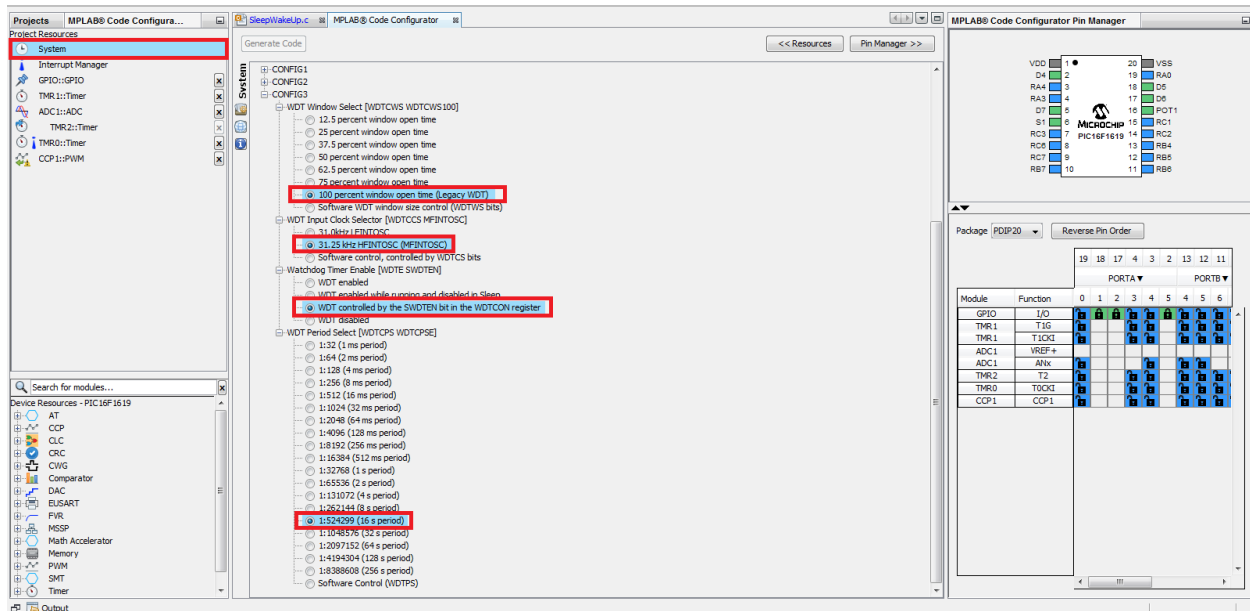 Projects
MPLAB® Code Configura...
Project Resources
System
Interrupt Manager
GPIO::GPIO
TMR1::Timer
ADC1::ADC
TMR2::Timer
TMR0::Timer
CCP1::PWM
Search for modules...
Device Resources - PIC16F1619
AT
CCP
CLC
CRC
CWG
Comparator
DAC
EUSART
FVR
MSSP
Math Accelerator
Memory
PWM
SMT
Timer
Output
SleepWakeUp.c
MPLAB® Code Configurator
Generate Code
<< Resources
Pin Manager >>
System
CONFIG1
CONFIG2
CONFIG3
WDT Window Select [WDTCWS WDTCWS100]
12.5 percent window open time
25 percent window open time
37.5 percent window open time
50 percent window open time
62.5 percent window open time
75 percent window open time
100 percent window open time (Legacy WDT)
Software WDT window size control (WDTWS bits)
WDT Input Clock Selector [WDTCCS MFINTOSC]
31.0kHz LFINTOSC
31.25 kHz HFINTOSC (MFINTOSC)
Software control, controlled by WDTCS bits
Watchdog Timer Enable [WDTE SWDTEN]
WDT enabled
WDT enabled while running and disabled in Sleep
WDT controlled by the SWDTEN bit in the WDTCON register
WDT disabled
WDT Period Select [WDTCPS WDTCPSE]
1:32 (1 ms period)
1:64 (2 ms period)
1:128 (4 ms period)
1:256 (8 ms period)
1:512 (16 ms period)
1:1024 (32 ms period)
1:2048 (64 ms period)
1:4096 (128 ms period)
1:8192 (256 ms period)
1:16384 (512 ms period)
1:32768 (1 s period)
1:65536 (2 s period)
1:131072 (4 s period)
1:262144 (8 s period)
1:524299 (16 s period)
1:1048576 (32 s period)
1:2097152 (64 s period)
1:4194304 (128 s period)
1:8388608 (256 s period)
Software Control (WDTPS)
MPLAB® Code Configurator Pin Manager
VDD 1 20 VSS
D4 2 19 RA0
RA4 3 18 D5
RA3 4 17 D6
D7 5 16 POT1
S1 6 MICROCHIP 15 RC1
RC3 7 PIC16F1619 14 RC2
RC6 8 13 RB4
RC7 9 12 RB5
RB7 10 11 RB6
Package PDIP20 Reverse Pin Order
19 18 17 4 3 2 13 12 11
PORTA▼ PORTB▼
Module Function 0 1 2 3 4 5 4 5 6
GPIO I/O
TMR1 T1G
TMR1 T1CKI
ADC1 VREF+
ADC1 ANx
TMR2 T2
TMR0 T0CKI
CCP1 CCP1